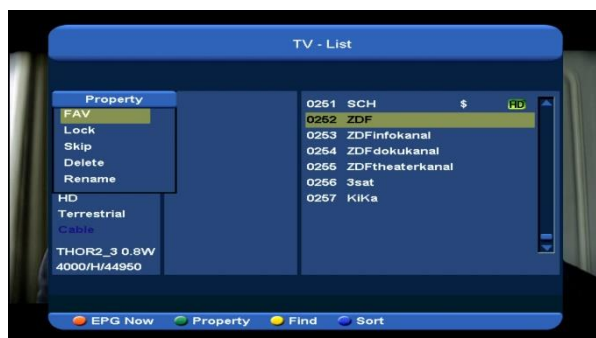 TV - List
Property
FAV
Lock
Skip
Delete
Rename
HD
Terrestrial
Cable
THOR2_3 0.8W
4000/H/44950
0251 SCH $ HD
0252 ZDF
0253 ZDFinfokanal
0254 ZDFdokukanal
0255 ZDFtheaterkanal
0256 3sat
0257 KiKa
EPG Now Property Find Sort